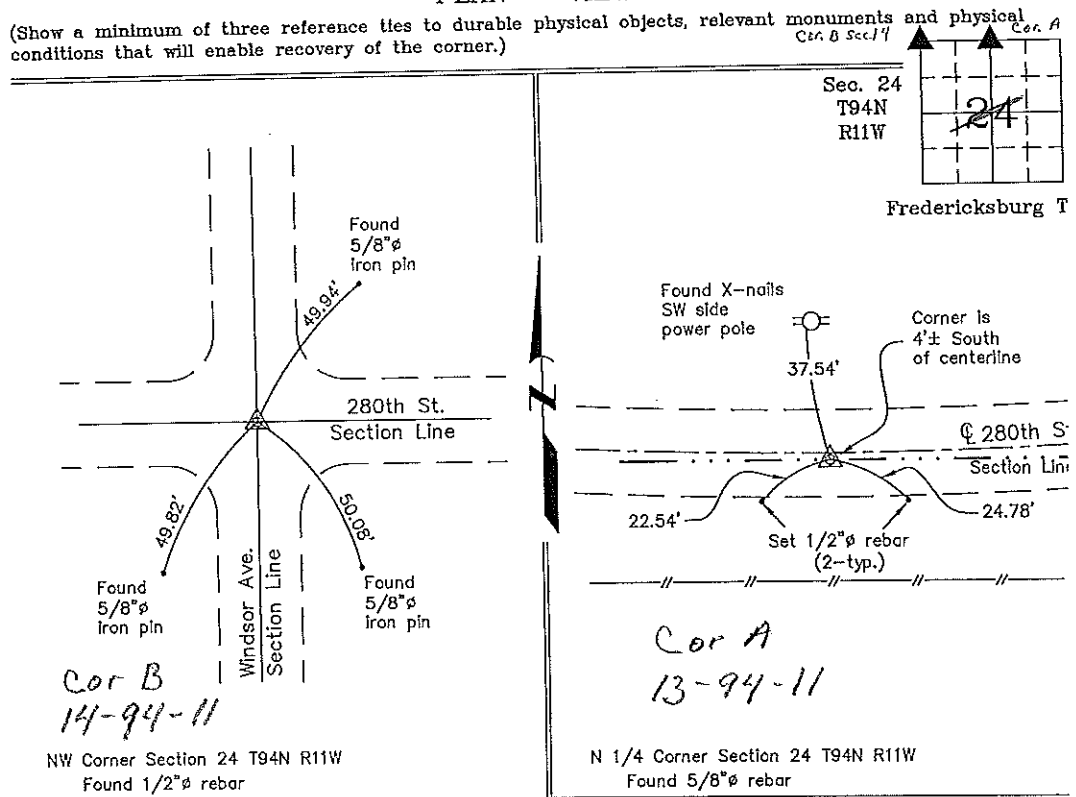 (Show a minimum of three reference ties to durable physical objects, relevant monuments and physical
conditions that will enable recovery of the corner.)
Cor. B Sec. 14
Cor. A
Sec. 24
T94N
R11W
24
Fredericksburg T
Found
5/8"ø
iron pin
49.94'
280th St.
Section Line
49.82'
50.08'
Found
5/8"ø
iron pin
Windsor Ave.
Section Line
Found
5/8"ø
iron pin
Cor B
14-94-11
NW Corner Section 24 T94N R11W
Found 1/2"ø rebar
Found X-nails
SW side
power pole
Corner is
4'± South
of centerline
37.54'
℄ 280th S
Section Line
22.54'
24.78'
Set 1/2"ø rebar
(2-typ.)
Cor A
13-94-11
N 1/4 Corner Section 24 T94N R11W
Found 5/8"ø rebar